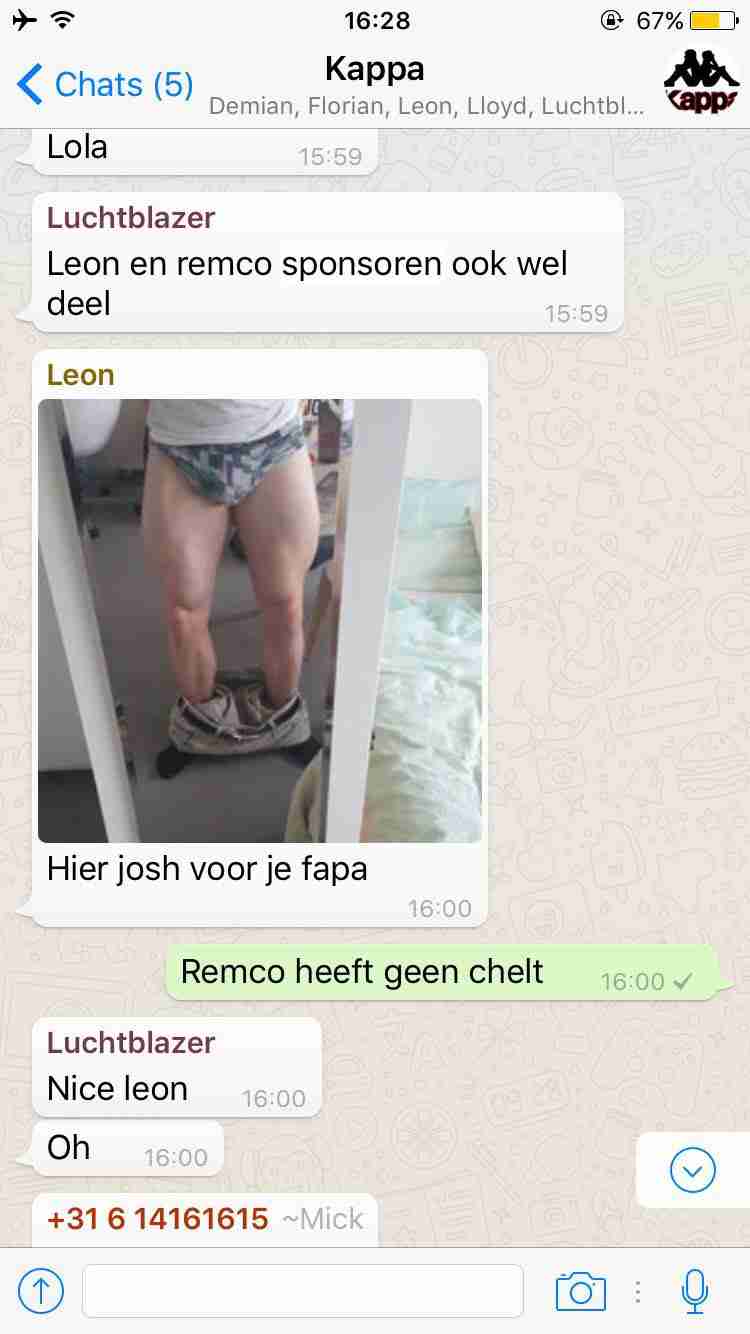 16:28
67%
Chats (5)
Kappa
Demian, Florian, Leon, Lloyd, Luchtbl...
Kappa
Lola
15:59
Luchtblazer
Leon en remco sponsoren ook wel
deel
15:59
Leon
Hier josh voor je fapa
16:00
Remco heeft geen chelt
16:00
Luchtblazer
Nice leon
16:00
Oh
16:00
+31 6 14161615 ~Mick